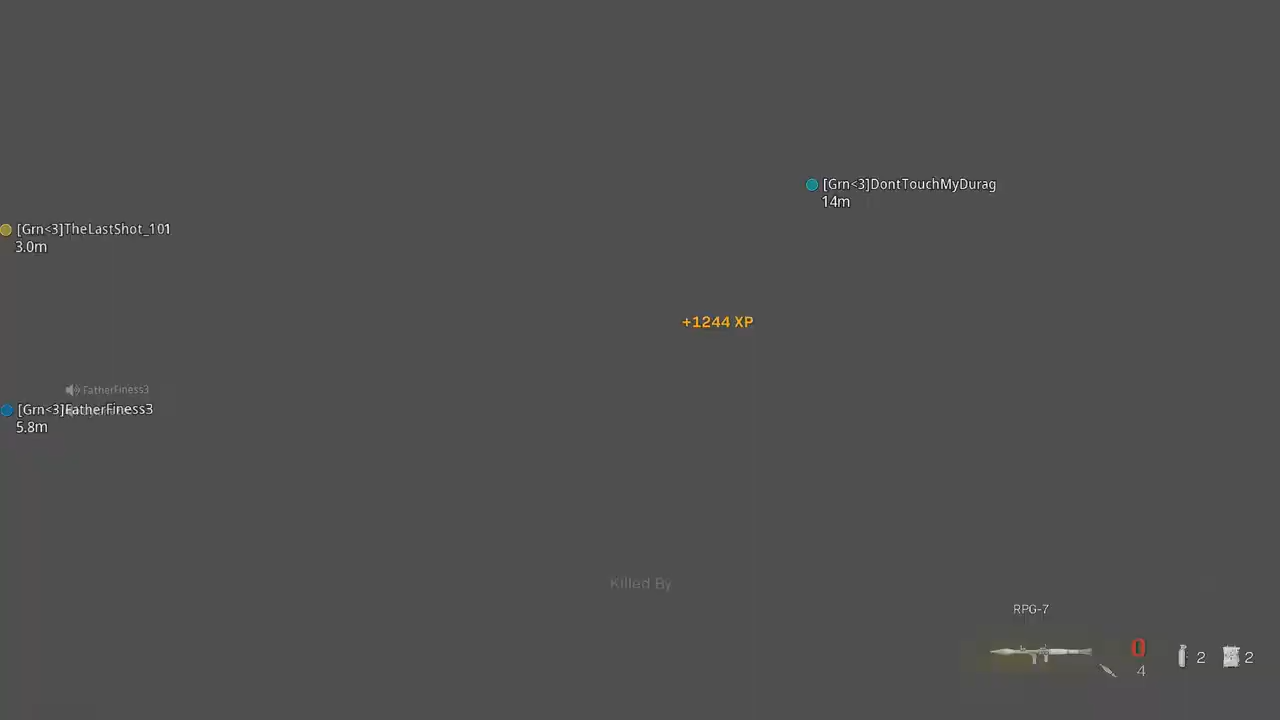 [Grn<3]DontTouchMyDurag
14m
[Grn<3]TheLastShot_101
3.0m
+1244 XP
FatherFiness3
[Grn<3]FatherFiness3
5.8m
Killed By
RPG-7
0
4
2
2